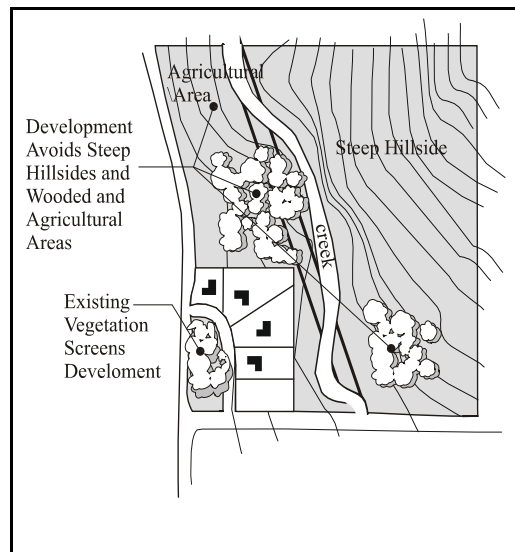 Agricultural
Area
Development
Avoids Steep
Hillsides and
Wooded and
Agricultural
Areas
Steep Hillside
creek
Existing
Vegetation
Screens
Develoment